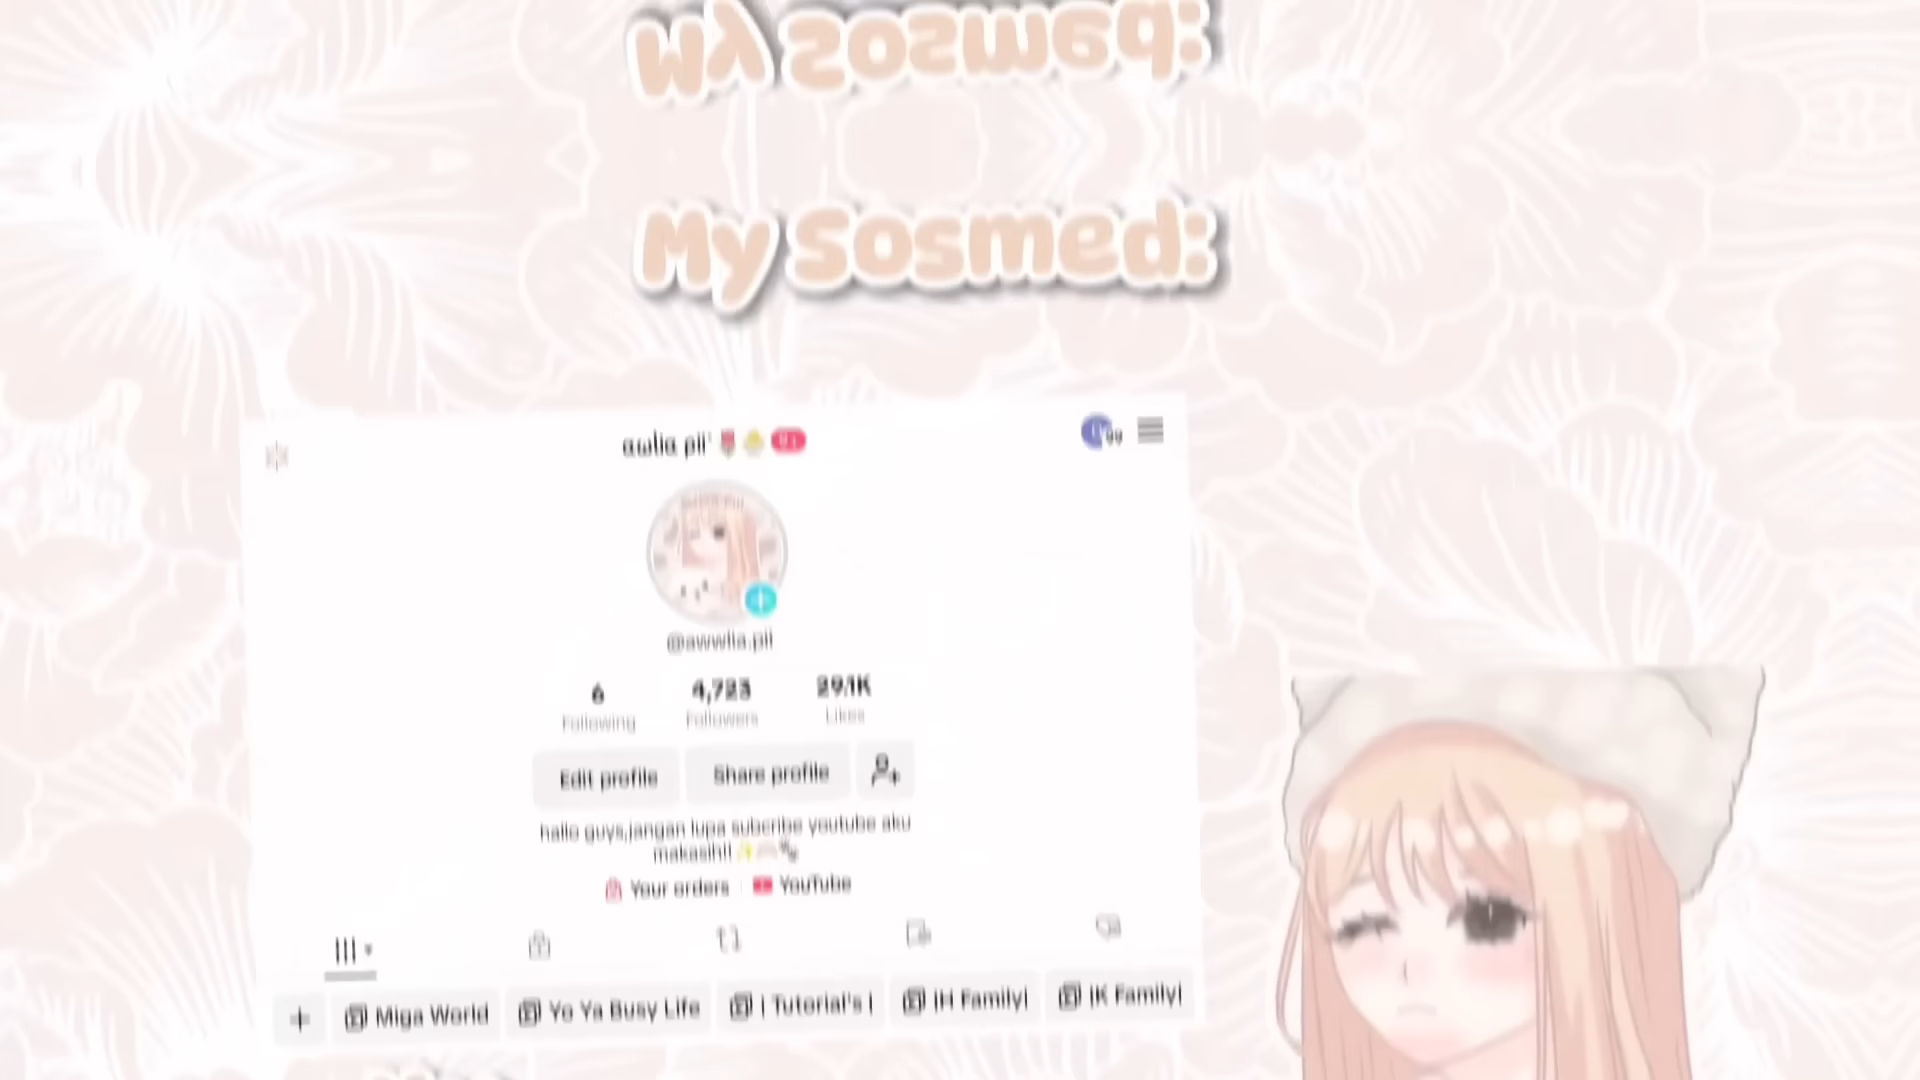 My Sosmed:
My Sosmed:
awlia pii'
@awwlia.pii
6 4,723 29.1K
Following Followers Likes
Edit profile Share profile
hallo guys,jangan lupa subcribe youtube aku
makasih!!
Your orders YouTube
Miga World Yo Ya Busy Life | Tutorial's | |H Family| |K Family|